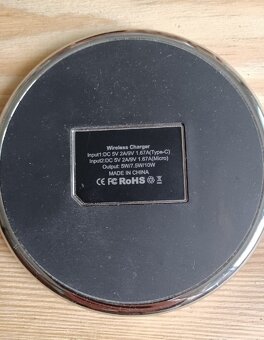 Wireless Charger
Input1:DC 5V 2A/9V 1.67A(Type-C)
Input2:DC 5V 2A/9V 1.67A(Micro)
Output: 5W/7.5W/10W
MADE IN CHINA
CE FC RoHS